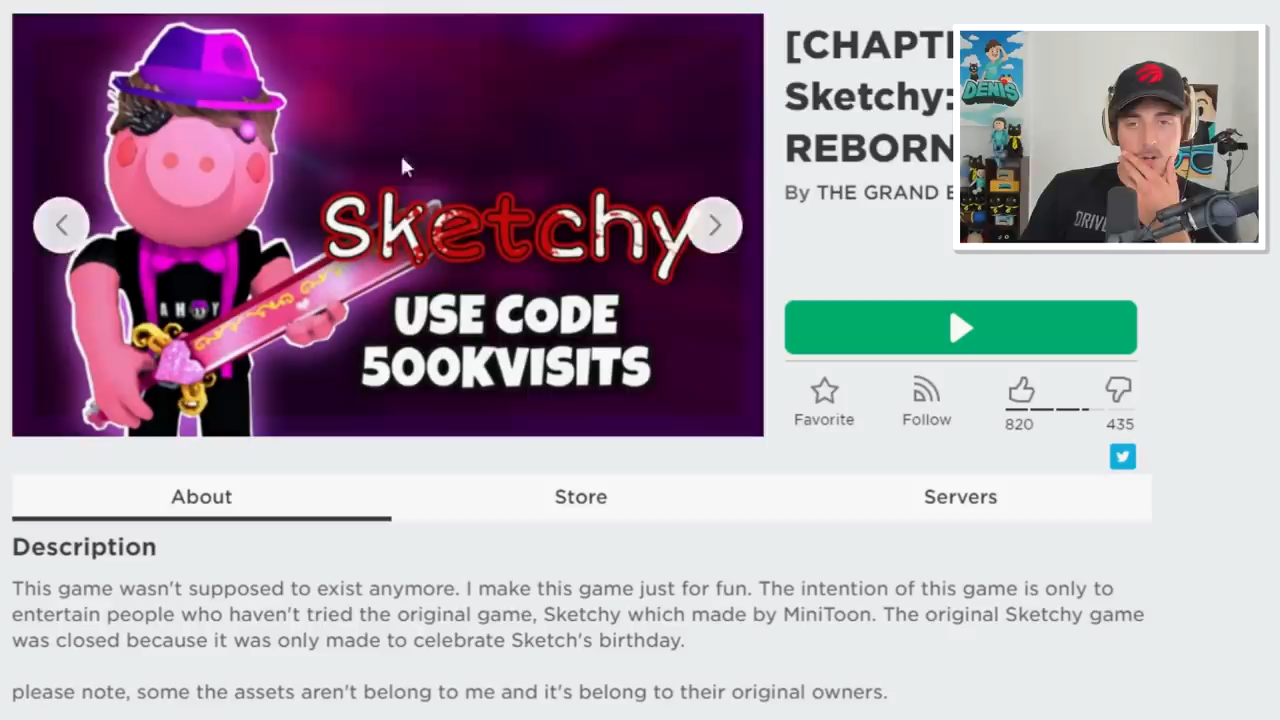 [CHAPT
Sketchy:
REBORN
By THE GRAND
DENIS
DRIVE
AHOY
Sketchy
USE CODE
500KVISITS
Favorite
Follow
820
435
About
Store
Servers
Description
This game wasn't supposed to exist anymore. I make this game just for fun. The intention of this game is only to
entertain people who haven't tried the original game, Sketchy which made by MiniToon. The original Sketchy game
was closed because it was only made to celebrate Sketch's birthday.
please note, some the assets aren't belong to me and it's belong to their original owners.